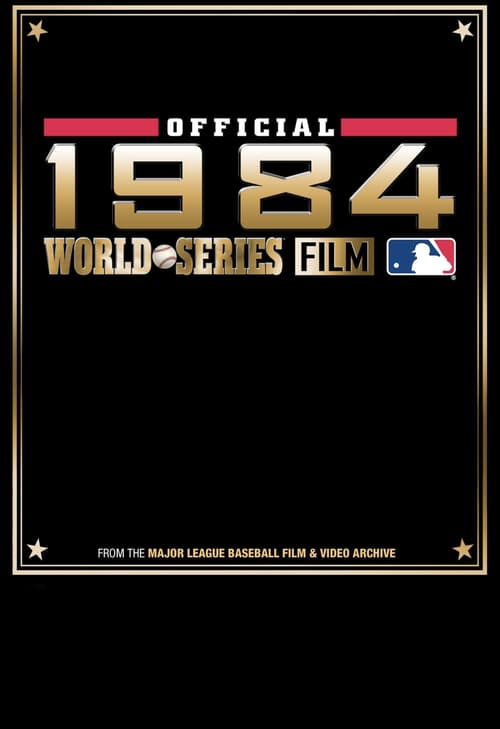 OFFICIAL
1984
WORLD SERIES FILM
FROM THE MAJOR LEAGUE BASEBALL FILM & VIDEO ARCHIVE